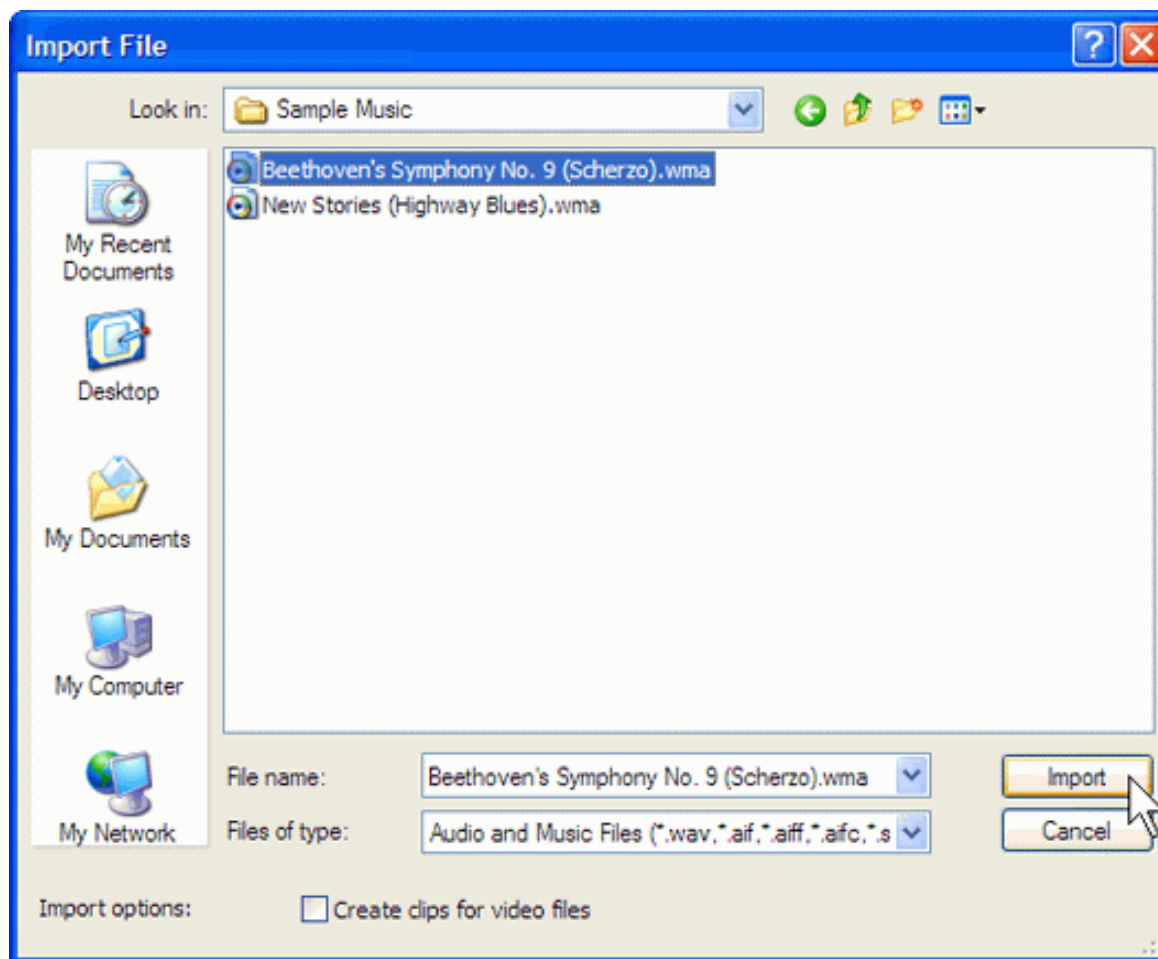 Import File
Look in: Sample Music
Beethoven's Symphony No. 9 (Scherzo).wma
New Stories (Highway Blues).wma
My Recent
Documents
Desktop
My Documents
My Computer
My Network
File name: Beethoven's Symphony No. 9 (Scherzo).wma Import
Files of type: Audio and Music Files (*.wav,*.aif,*.aiff,*.aifc,*.s Cancel
Import options: Create clips for video files